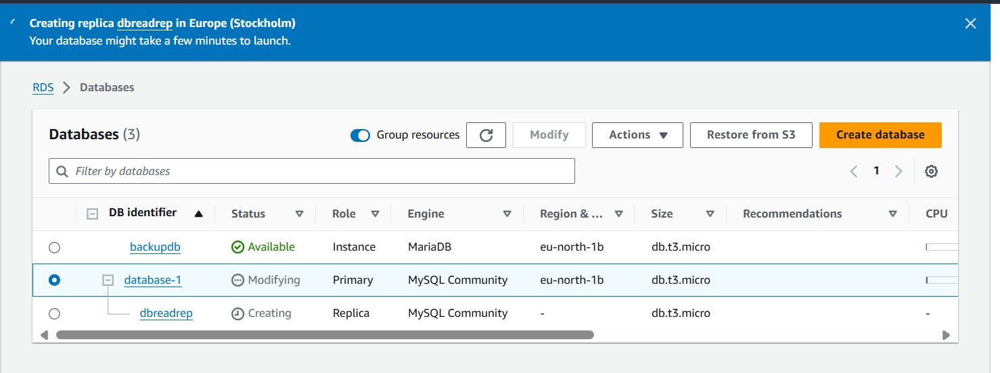 Creating replica dbreadrep in Europe (Stockholm)
Your database might take a few minutes to launch.
RDS Databases
Databases (3) Group resources Modify Actions Restore from S3 Create database
Filter by databases 1
DB identifier Status Role Engine Region & ... Size Recommendations CPU
backupdb Available Instance MariaDB eu-north-1b db.t3.micro
database-1 Modifying Primary MySQL Community eu-north-1b db.t3.micro
dbreadrep Creating Replica MySQL Community - db.t3.micro -